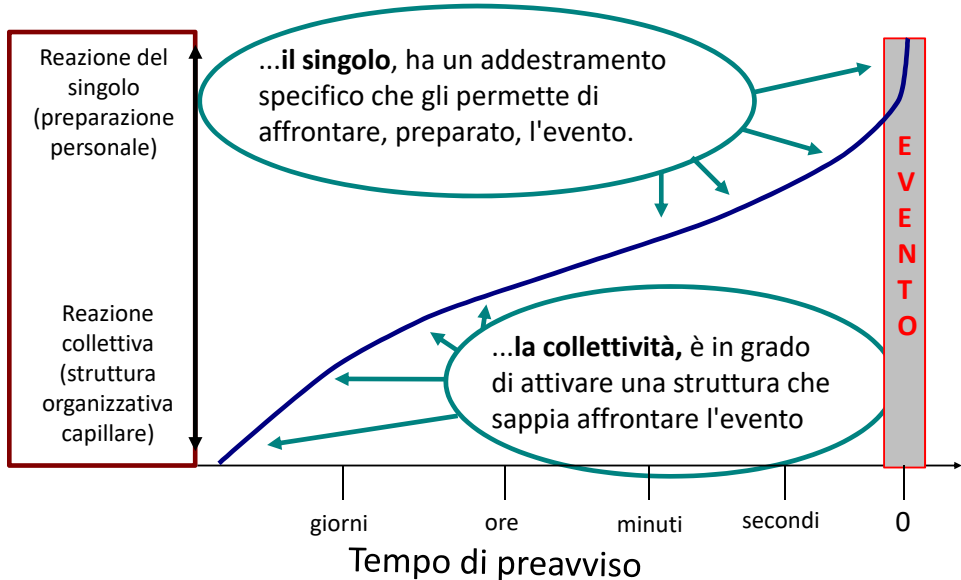 Reazione del
singolo
(preparazione
personale)
Reazione
collettiva
(struttura
organizzativa
capillare)
...il singolo, ha un addestramento
specifico che gli permette di
affrontare, preparato, l'evento.
...la collettività, è in grado
di attivare una struttura che
sappia affrontare l'evento
E
V
E
N
T
O
giorni
ore
minuti
secondi
0
Tempo di preavviso